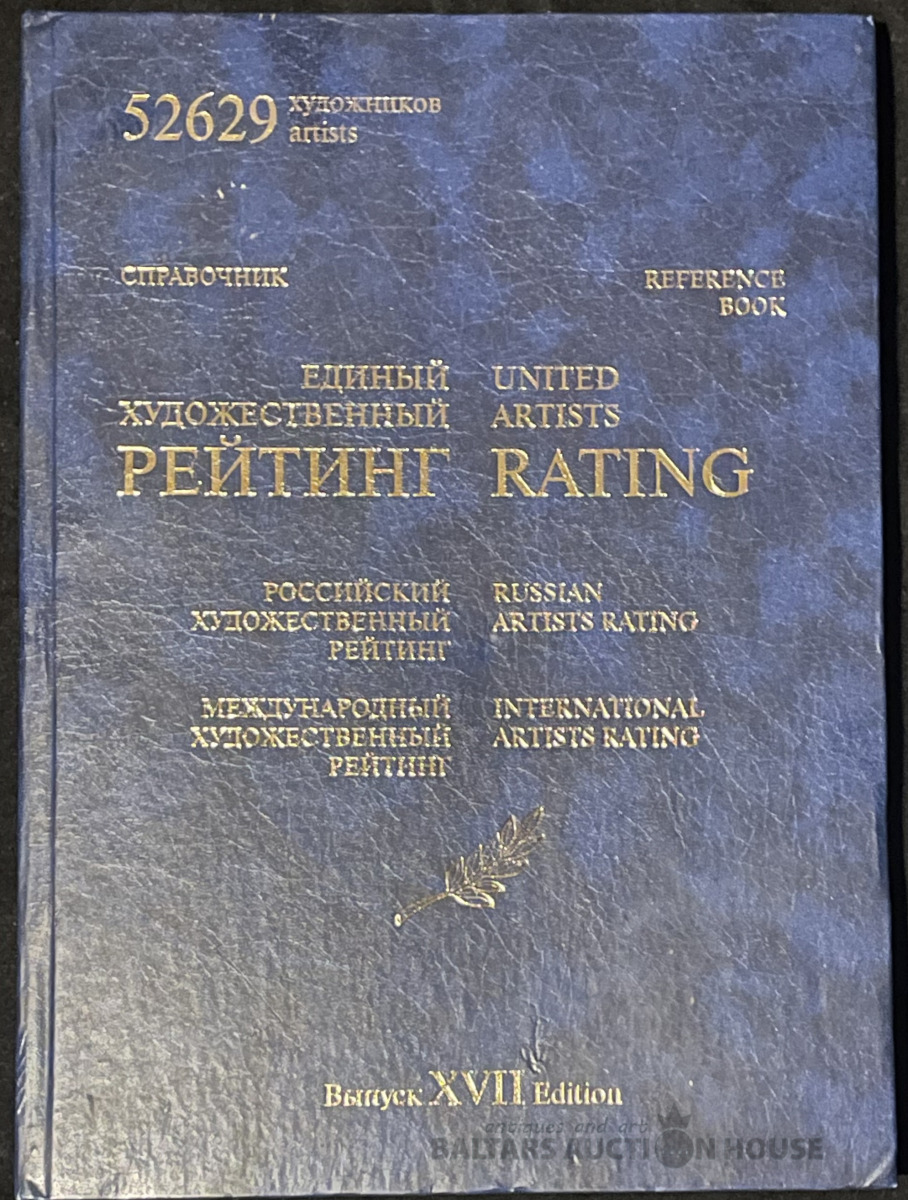 52629 художников
artists
СПРАВОЧНИК
REFERENCE
BOOK
ЕДИНЫЙ
ХУДОЖЕСТВЕННЫЙ
РЕЙТИНГ
UNITED
ARTISTS
RATING
РОССИЙСКИЙ
ХУДОЖЕСТВЕННЫЙ
РЕЙТИНГ
RUSSIAN
ARTISTS RATING
МЕЖДУНАРОДНЫЙ
ХУДОЖЕСТВЕННЫЙ
РЕЙТИНГ
INTERNATIONAL
ARTISTS RATING
Выпуск XVII Edition
antiques and art
BALTARS AUCTION HOUSE